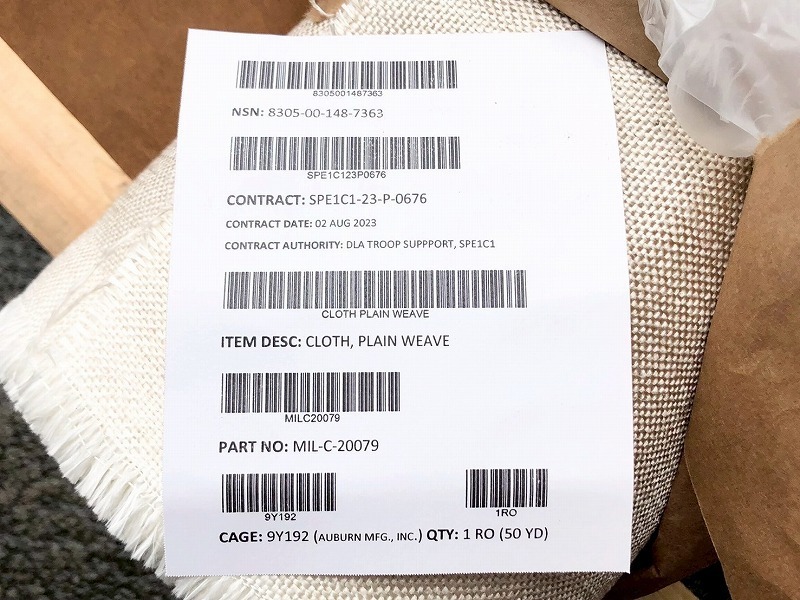 8305001487363
NSN: 8305-00-148-7363
SPE1C123P0676
CONTRACT: SPE1C1-23-P-0676
CONTRACT DATE: 02 AUG 2023
CONTRACT AUTHORITY: DLA TROOP SUPPPORT, SPE1C1
CLOTH PLAIN WEAVE
ITEM DESC: CLOTH, PLAIN WEAVE
MILC20079
PART NO: MIL-C-20079
9Y192 1RO
CAGE: 9Y192 (AUBURN MFG., INC.) QTY: 1 RO (50 YD)